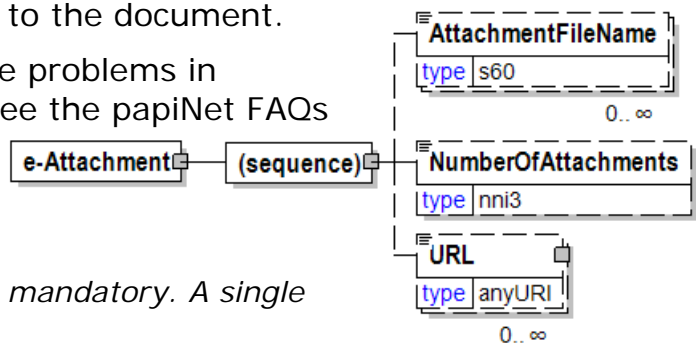 to the document.
e problems in
ee the papiNet FAQs
mandatory. A single
e-Attachment
(sequence)
AttachmentFileName
type s60
0.. ∞
NumberOfAttachments
type nni3
URL
type anyURI
0.. ∞